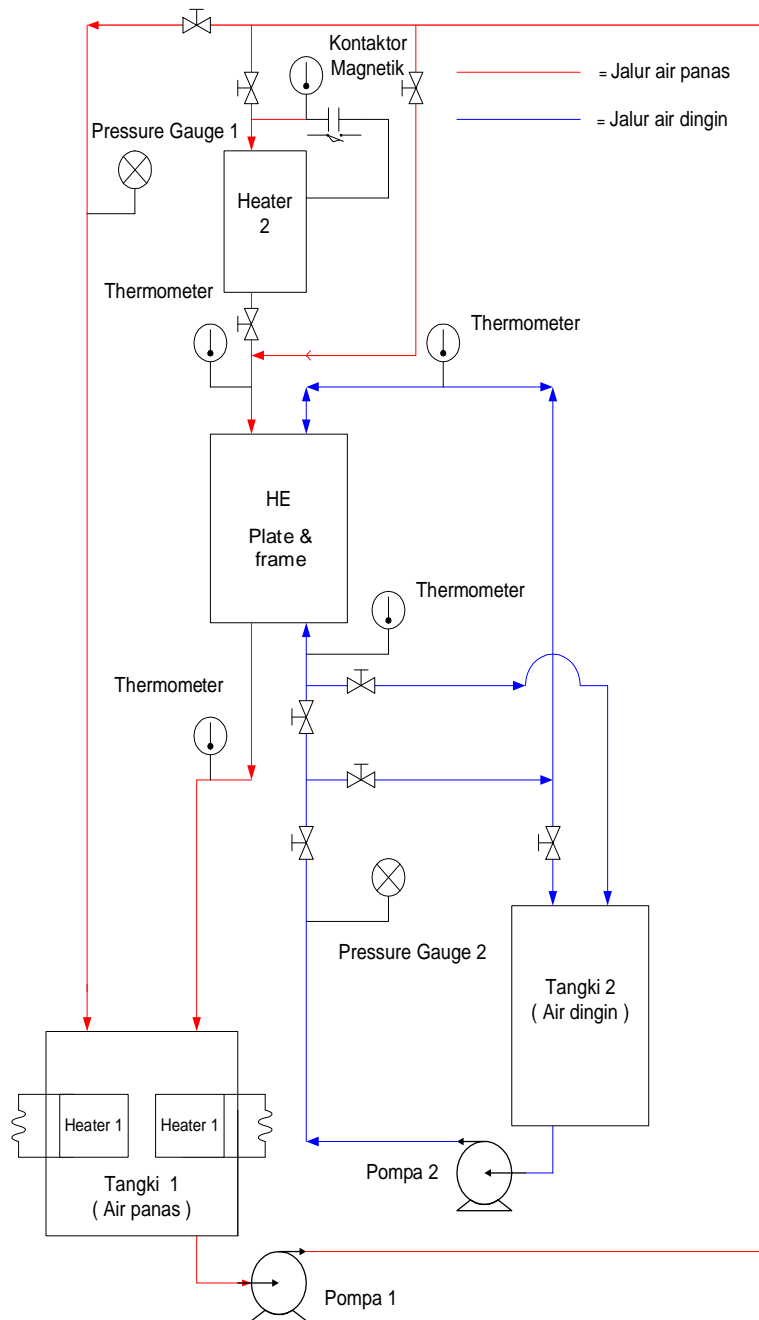 Kontaktor
Magnetik
= Jalur air panas
Pressure Gauge 1
= Jalur air dingin
Heater
2
Thermometer
Thermometer
HE
Plate &
frame
Thermometer
Thermometer
Pressure Gauge 2
Tangki 2
( Air dingin )
Heater 1
Heater 1
Tangki 1
( Air panas )
Pompa 2
Pompa 1